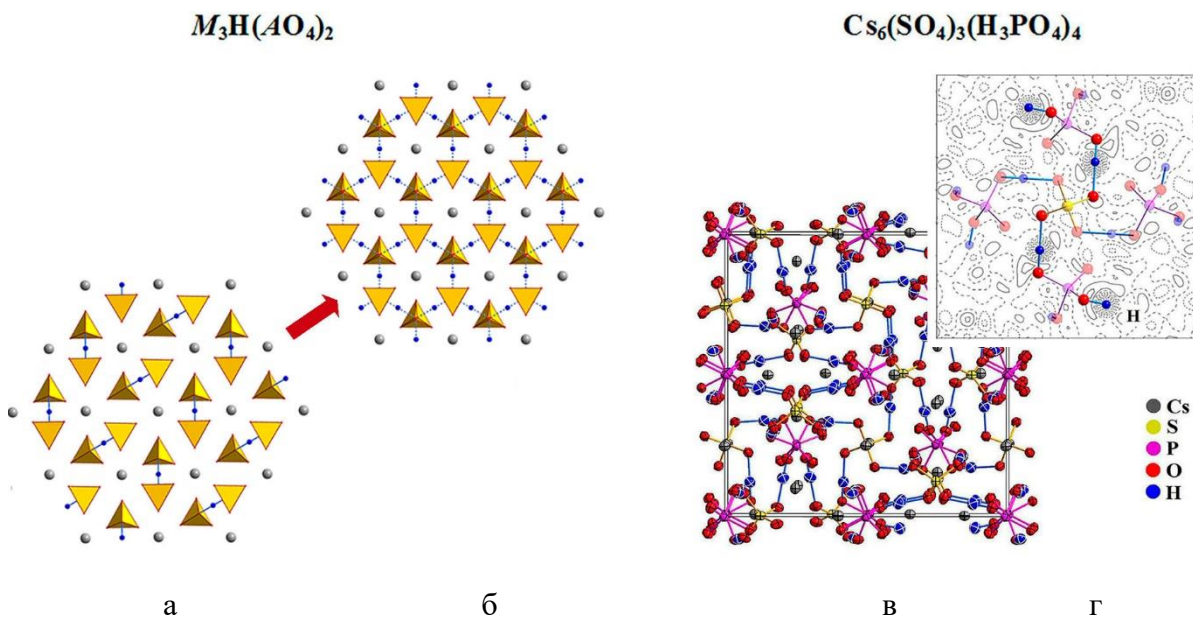 M₃H(AO₄)₂
Cs₆(SO₄)₃(H₃PO₄)₄
H
Cs
S
P
O
H
а б в г